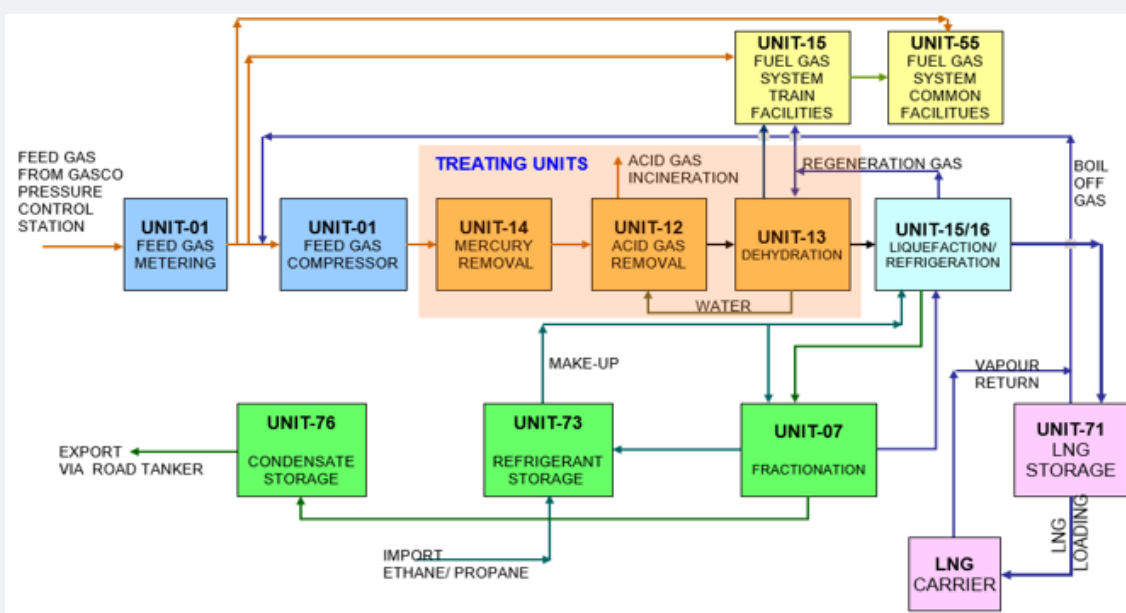 UNIT-15
FUEL GAS
SYSTEM
TRAIN
FACILITIES
UNIT-55
FUEL GAS
SYSTEM
COMMON
FACILITUES
FEED GAS
FROM GASCO
PRESSURE
CONTROL
STATION
TREATING UNITS
ACID GAS
INCINERATION
REGENERATION GAS
BOIL
OFF
GAS
UNIT-01
FEED GAS
METERING
UNIT-01
FEED GAS
COMPRESSOR
UNIT-14
MERCURY
REMOVAL
UNIT-12
ACID GAS
REMOVAL
UNIT-13
DEHYDRATION
UNIT-15/16
LIQUEFACTION/
REFRIGERATION
WATER
MAKE-UP
VAPOUR
RETURN
UNIT-76
CONDENSATE
STORAGE
UNIT-73
REFRIGERANT
STORAGE
UNIT-07
FRACTIONATION
UNIT-71
LNG
STORAGE
EXPORT
VIA ROAD TANKER
IMPORT
ETHANE/ PROPANE
LNG
LOADING
LNG
CARRIER